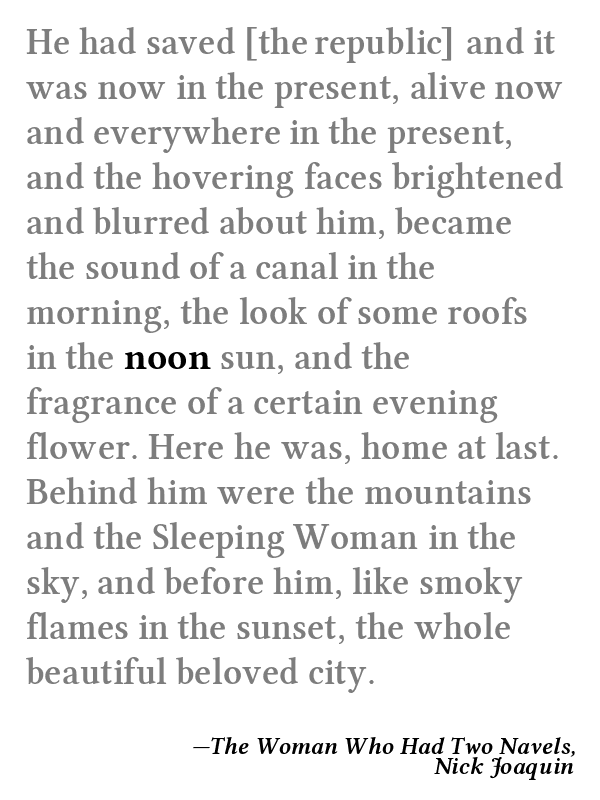 He had saved [the republic] and it
was now in the present, alive now
and everywhere in the present,
and the hovering faces brightened
and blurred about him, became
the sound of a canal in the
morning, the look of some roofs
in the noon sun, and the
fragrance of a certain evening
flower. Here he was, home at last.
Behind him were the mountains
and the Sleeping Woman in the
sky, and before him, like smoky
flames in the sunset, the whole
beautiful beloved city.
—The Woman Who Had Two Navels,
Nick Joaquin